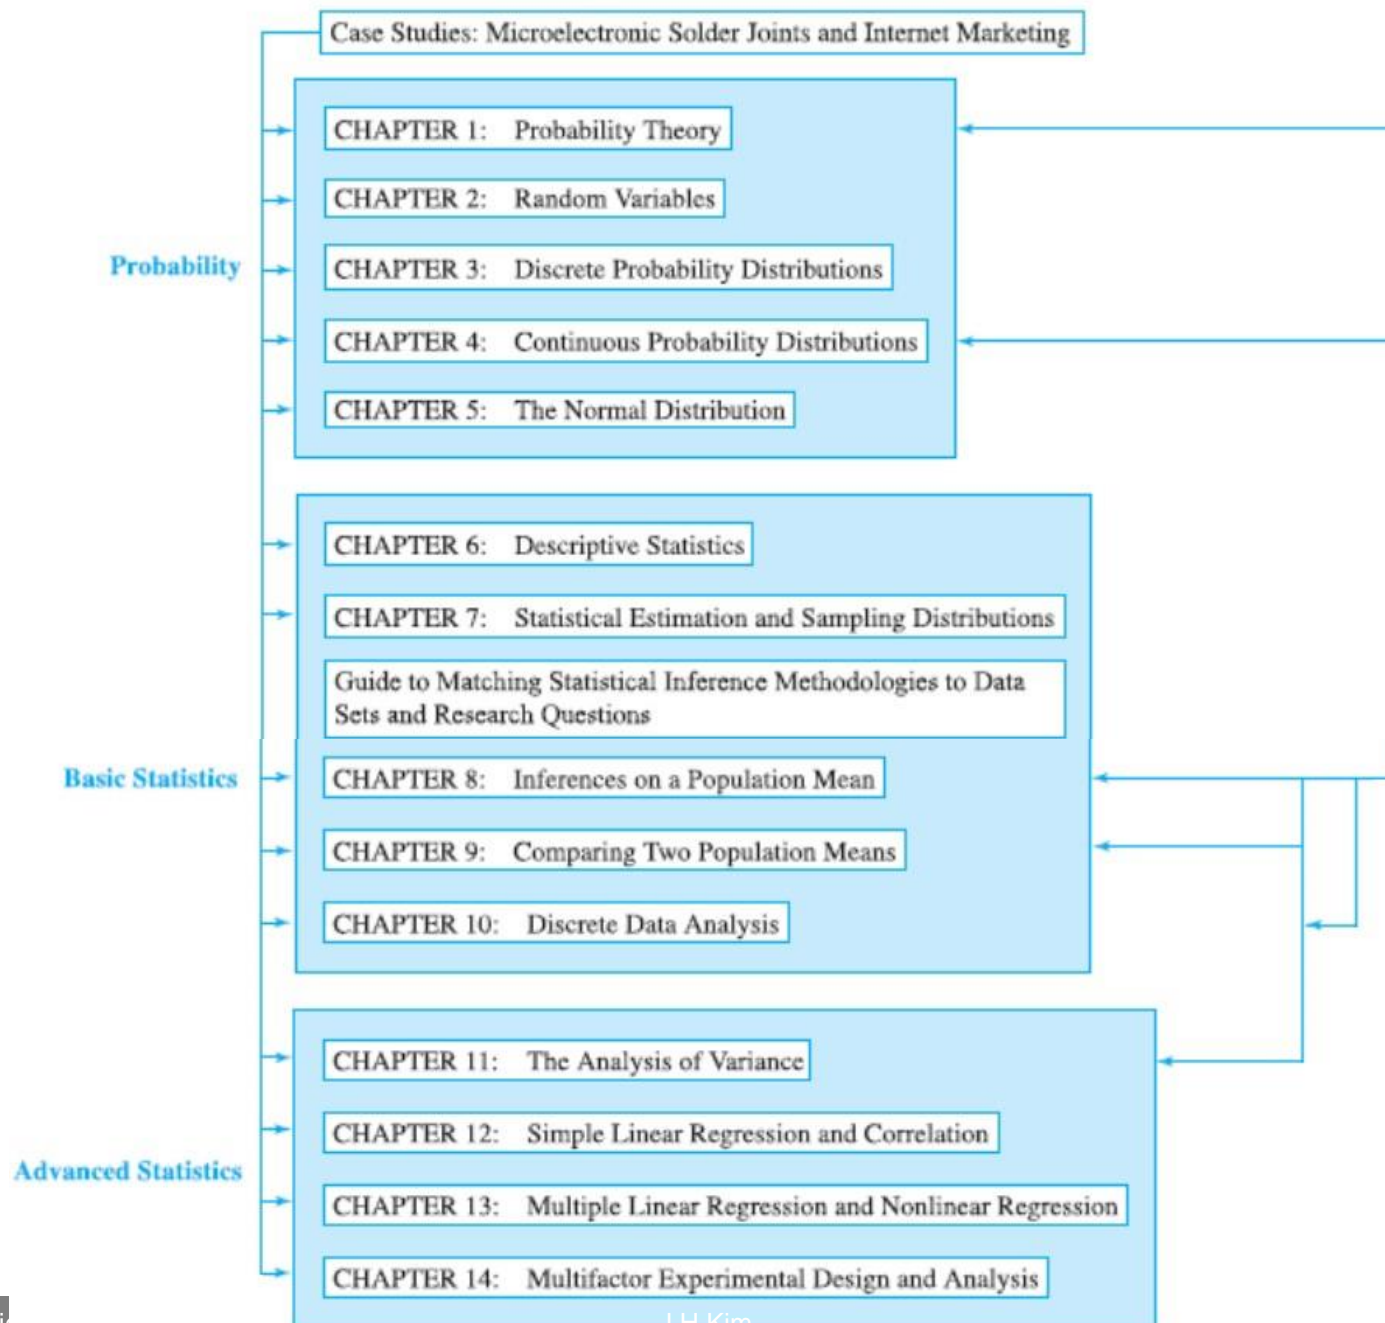 Case Studies: Microelectronic Solder Joints and Internet Marketing
CHAPTER 1: Probability Theory
CHAPTER 2: Random Variables
Probability
CHAPTER 3: Discrete Probability Distributions
CHAPTER 4: Continuous Probability Distributions
CHAPTER 5: The Normal Distribution
CHAPTER 6: Descriptive Statistics
CHAPTER 7: Statistical Estimation and Sampling Distributions
Guide to Matching Statistical Inference Methodologies to Data
Sets and Research Questions
Basic Statistics
CHAPTER 8: Inferences on a Population Mean
CHAPTER 9: Comparing Two Population Means
CHAPTER 10: Discrete Data Analysis
CHAPTER 11: The Analysis of Variance
CHAPTER 12: Simple Linear Regression and Correlation
Advanced Statistics
CHAPTER 13: Multiple Linear Regression and Nonlinear Regression
CHAPTER 14: Multifactor Experimental Design and Analysis